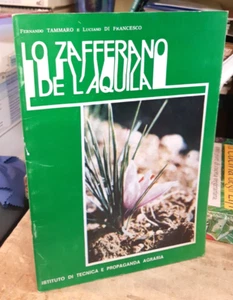 FERNANDO TAMMARO E LUCIANO DI FRANCESCO
LO ZAFFERANO
DE L'AQUILA
ISTITUTO DI TECNICA E PROPAGANDA AGRARIA